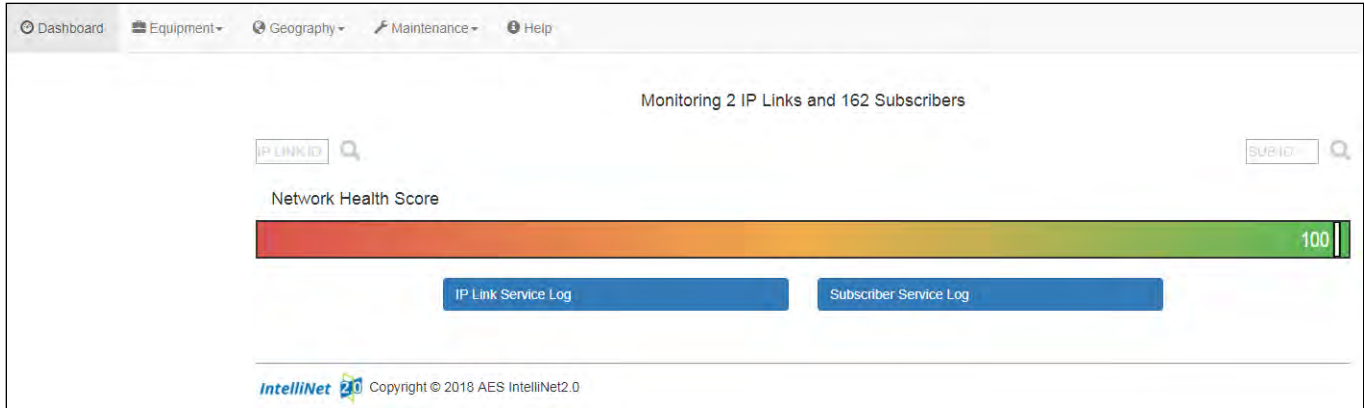 Dashboard Equipment Geography Maintenance Help
Monitoring 2 IP Links and 162 Subscribers
IP LINK ID SUB ID
Network Health Score
100
IP Link Service Log Subscriber Service Log
IntelliNet 2.0 Copyright © 2018 AES IntelliNet2.0